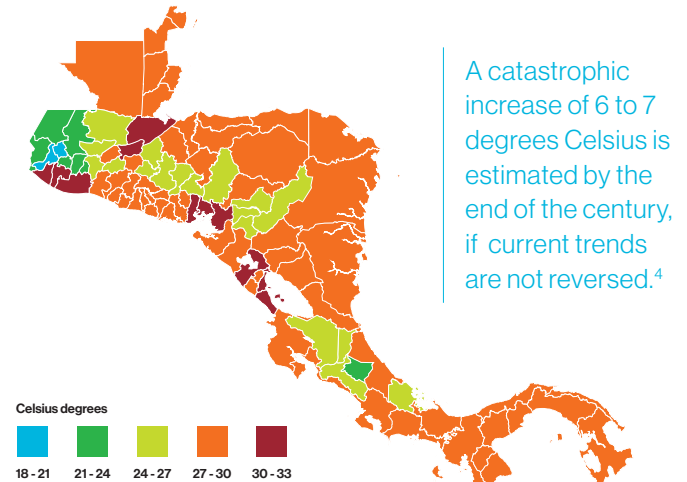 A catastrophic
increase of 6 to 7
degrees Celsius is
estimated by the
end of the century,
if current trends
are not reversed.⁴
Celsius degrees
18 - 21 21 - 24 24 - 27 27 - 30 30 - 33